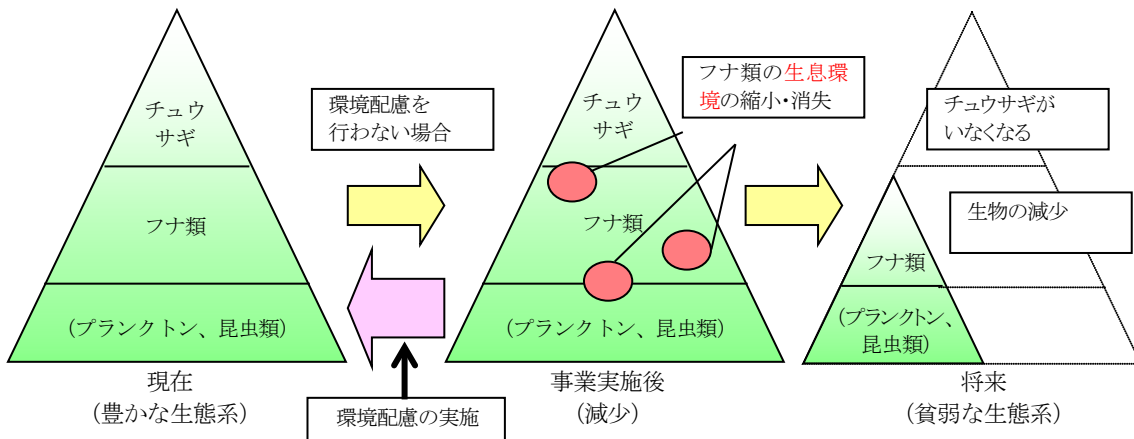 チュウ
サギ
フナ類
(プランクトン、昆虫類)
現在
(豊かな生態系)
環境配慮を
行わない場合
環境配慮の実施
チュウ
サギ
フナ類
(プランクトン、昆虫類)
事業実施後
(減少)
フナ類の生息環
境の縮小・消失
チュウサギが
いなくなる
生物の減少
フナ類
(プランクトン、
昆虫類)
将来
(貧弱な生態系)